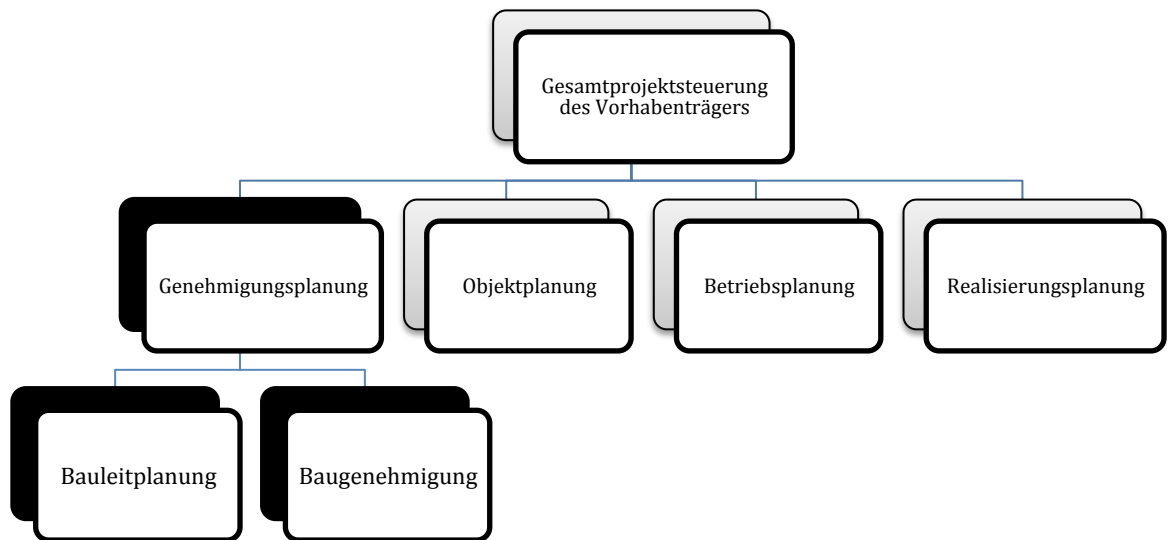 Gesamtprojektsteuerung
des Vorhabenträgers
Genehmigungsplanung
Objektplanung
Betriebsplanung
Realisierungsplanung
Bauleitplanung
Baugenehmigung